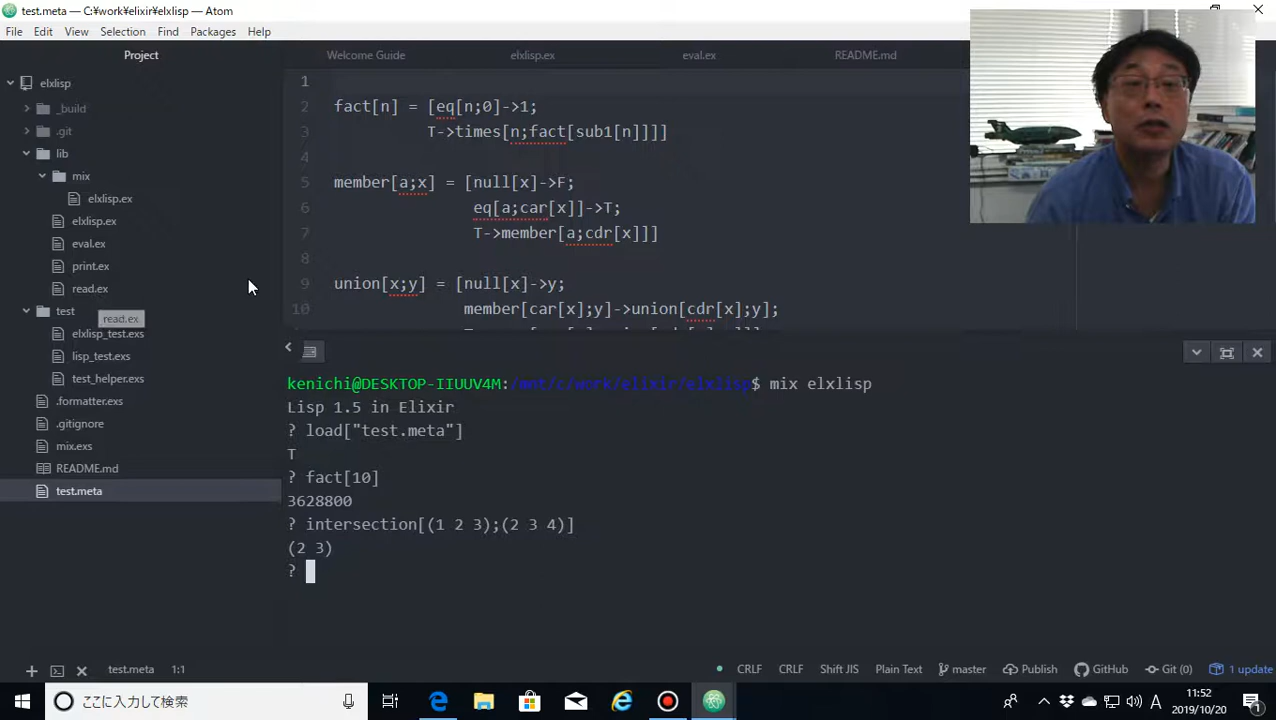 test.meta — C:¥work¥elixir¥elxlisp — Atom
File Edit View Selection Find Packages Help
Project
Welcome Guide
elxlisp.ex
eval.ex
README.md
elxlisp
_build
.git
lib
mix
elxlisp.ex
elxlisp.ex
eval.ex
print.ex
read.ex
test
read.ex
elxlisp_test.exs
lisp_test.exs
test_helper.exs
.formatter.exs
.gitignore
mix.exs
README.md
test.meta
1
2 fact[n] = [eq[n;0]->1;
3 T->times[n;fact[sub1[n]]]]
4
5 member[a;x] = [null[x]->F;
6 eq[a;car[x]]->T;
7 T->member[a;cdr[x]]]
8
9 union[x;y] = [null[x]->y;
10 member[car[x];y]->union[cdr[x];y];
kenichi@DESKTOP-IIUUV4M:/mnt/c/work/elixir/elxlisp$ mix elxlisp
Lisp 1.5 in Elixir
? load["test.meta"]
T
? fact[10]
3628800
? intersection[(1 2 3);(2 3 4)]
(2 3)
?
test.meta 1:1
CRLF CRLF Shift JIS Plain Text master Publish GitHub Git (0) 1 update
ここに入力して検索
A
11:52
2019/10/20
1